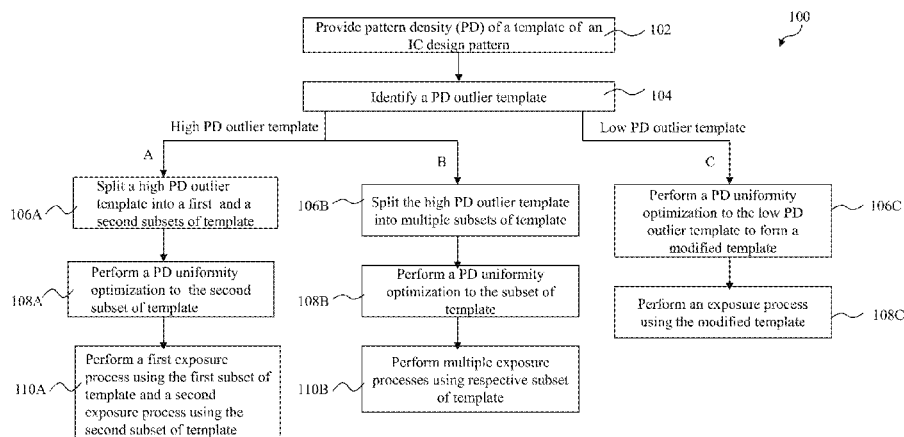 100
Provide pattern density (PD) of a template of an
IC design pattern
102
Identify a PD outlier template
104
High PD outlier template
Low PD outlier template
A
B
C
106A
Split a high PD outlier
template into a first and a
second subsets of template
106B
Split the high PD outlier template
into multiple subsets of template
Perform a PD uniformity
optimization to the low PD
outlier template to form a
modified template
106C
108A
Perform a PD uniformity
optimization to the second
subset of template
108B
Perform a PD uniformity
optimization to the subset of
template
Perform an exposure process
using the modified template
108C
110A
Perform a first exposure
process using the first subset of
template and a second
exposure process using the
second subset of template
110B
Perform multiple exposure
processes using respective subset
of template